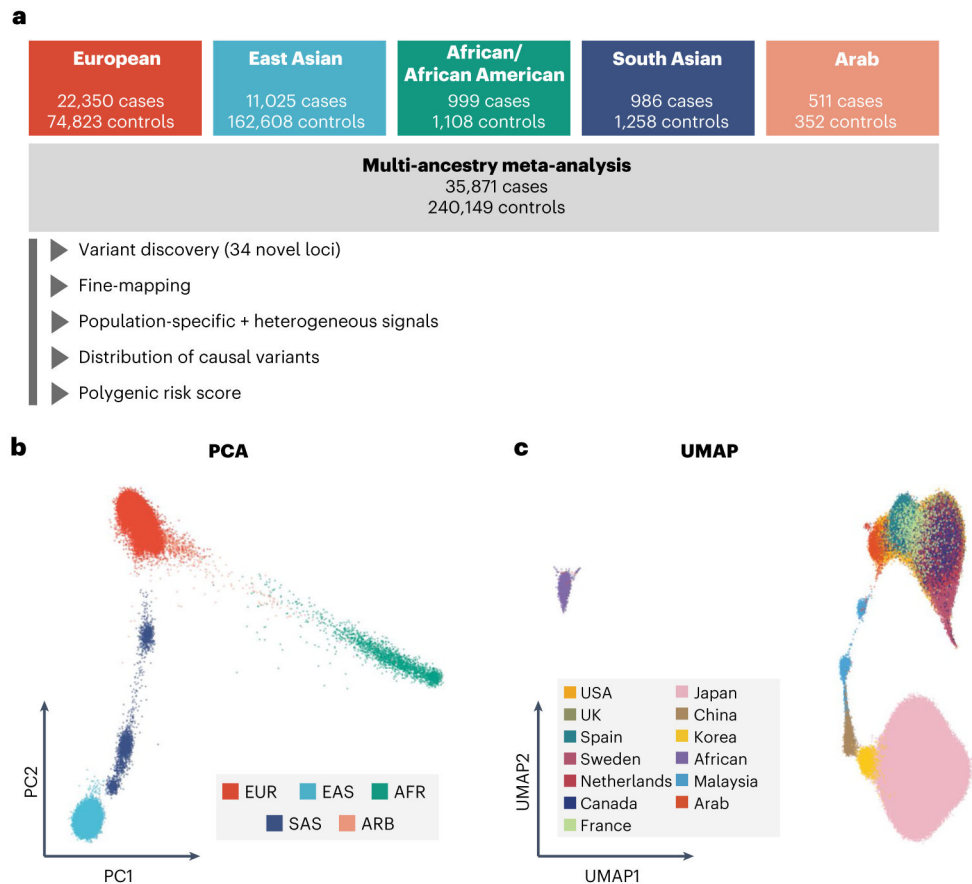 a
European
22,350 cases
74,823 controls
East Asian
11,025 cases
162,608 controls
African/
African American
999 cases
1,108 controls
South Asian
986 cases
1,258 controls
Arab
511 cases
352 controls
Multi-ancestry meta-analysis
35,871 cases
240,149 controls
Variant discovery (34 novel loci)
Fine-mapping
Population-specific + heterogeneous signals
Distribution of causal variants
Polygenic risk score
b
PCA
PC2
PC1
EUR
EAS
AFR
SAS
ARB
c
UMAP
UMAP2
UMAP1
USA
UK
Spain
Sweden
Netherlands
Canada
France
Japan
China
Korea
African
Malaysia
Arab